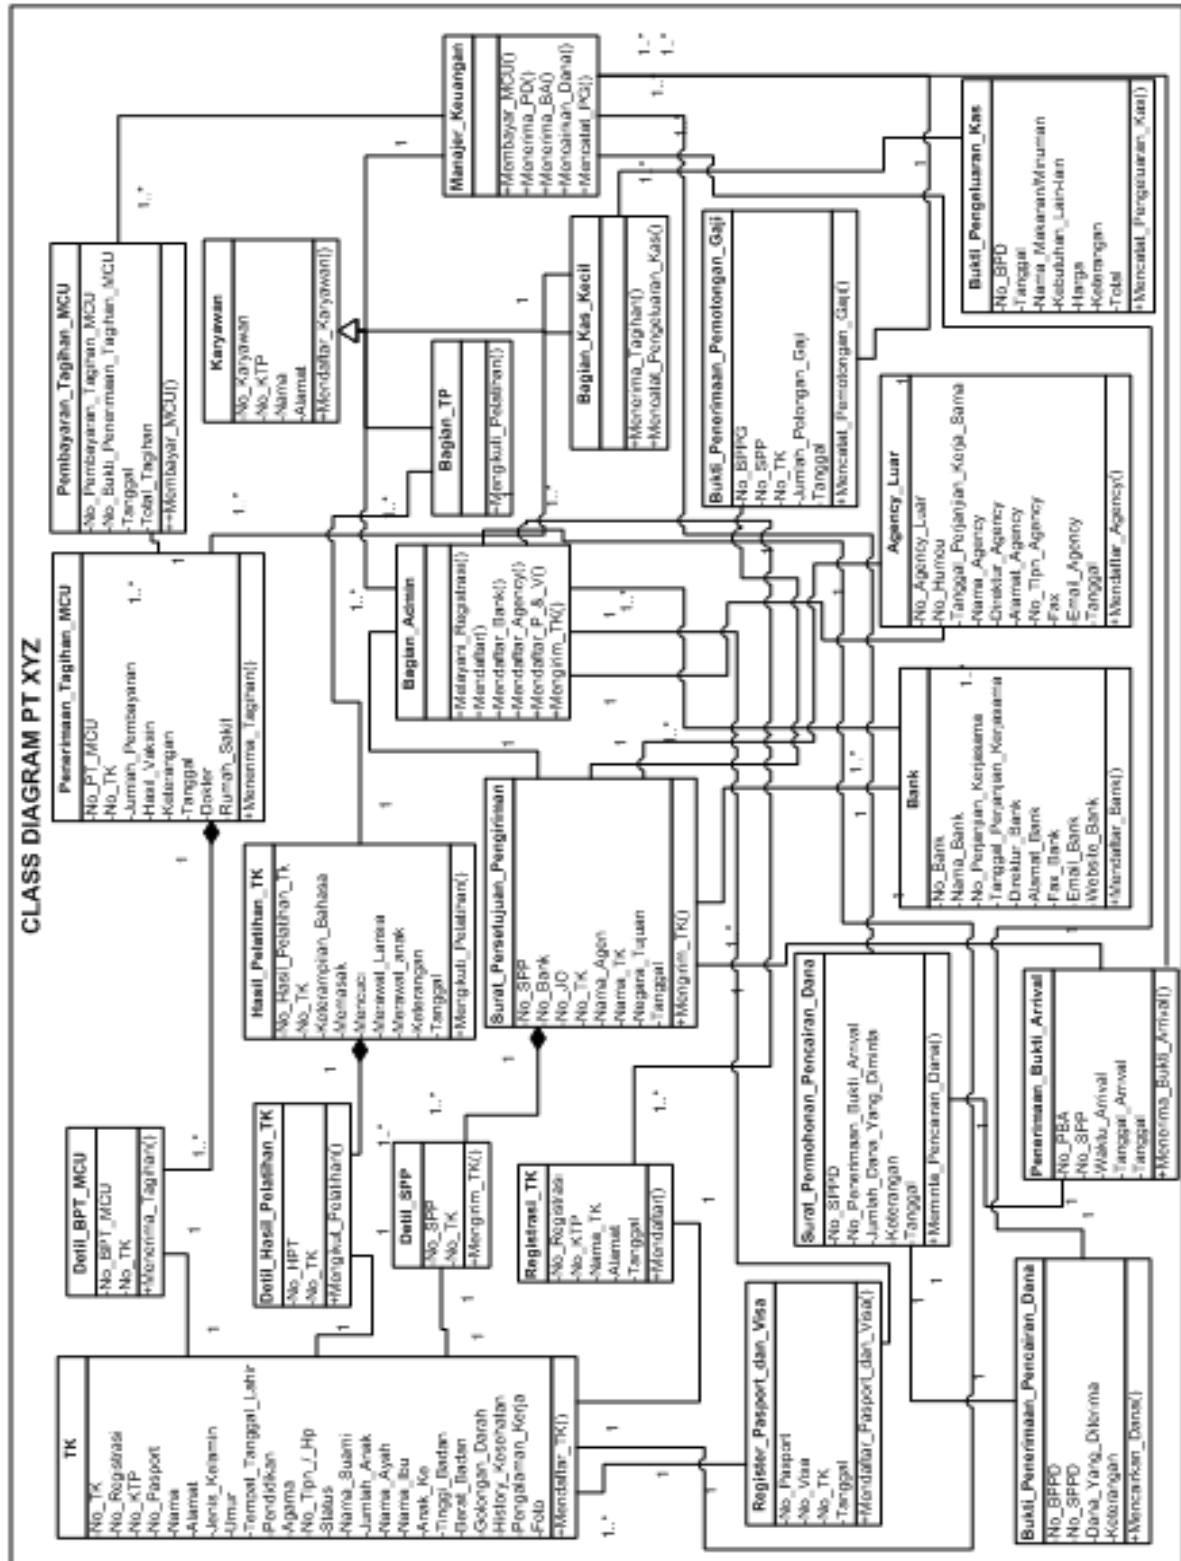 CLASS DIAGRAM PT XYZ
TK
-No_TK
-No_Registrasi
-No_KTP
-No_Pasport
-Nama
-Alamat
-Jenis_Kelamin
-Umur
-Tempat_Tanggal_Lahir
-Pendidikan
-Agama
-No_Tlpn_/_Hp
-Status
-Nama_Suami
-Jumlah_Anak
-Nama_Ayah
-Nama_Ibu
-Anak_Ke
-Tinggi_Badan
-Berat_Badan
-Golongan_Darah
-History_Kesehatan
-Pengalaman_Kerja
-Foto
+Mendaftar_TK()
Detil_BPT_MCU
-No_BPT_MCU
-No_TK
+Menerima_Tagihan()
Penerimaan_Tagihan_MCU
-No_PT_MCU
-No_TK
-Jumlah_Pembayaran
-Hasil_Vaksin
-Keterangan
-Tanggal
-Dokter
-Rumah_Sakit
+Menerima_Tagihan()
Pembayaran_Tagihan_MCU
-No_Pembayaran_Tagihan_MCU
-No_Bukti_Penerimaan_Tagihan_MCU
-Tanggal
-Total_Tagihan
++Membayar_MCU()
Detil_Hasil_Pelatihan_TK
-No_HPT
-No_TK
+Mengikuti_Pelatihan()
Hasil_Pelatihan_TK
-No_Hasil_Pelatihan_Tk
-No_TK
-Keterampilan_Bahasa
-Memasak
-Mencuci
-Merawat_Lansia
-Merawat_anak
-Keterangan
-Tanggal
+Mengikuti_Pelatihan()
Karyawan
-No_Karyawan
-No_KTP
-Nama
-Alamat
+Mendaftar_Karyawan()
Manajer_Keuangan
+Membayar_MCU()
+Menerima_PD()
+Menerima_BA()
+Mencairkan_Dana()
+Mencatat_PG()
Detil_SPP
-No_SPP
-No_TK
+Mengirim_TK()
Surat_Persetujuan_Pengiriman
-No_SPP
-No_Bank
-No_JO
-No_TK
-Nama_Agen
-Nama_TK
-Negara_Tujuan
-Tanggal
+Mengirim_TK()
Bagian_Admin
+Melayani_Registrasi()
+Mendaftar()
+Mendaftar_Bank()
+Mendaftar_Agency()
+Mendaftar_P_&_V()
+Mengirim_TK()
Bagian_TP
+Mengikuti_Pelatihan()
Bagian_Kas_Kecil
+Menerima_Tagihan()
+Mencatat_Pengeluaran_Kas()
Registrasi_TK
-No_Registrasi
-No_KTP
-Nama_TK
-Alamat
-Tanggal
+Mendaftar()
Bukti_Penerimaan_Pemotongan_Gaji
-No_BPPG
-No_SPP
-No_TK
-Jumlah_Potongan_Gaji
-Tanggal
+Mencatat_Pemotongan_Gaji()
Register_Pasport_dan_Visa
-No_Pasport
-No_Visa
-No_TK
-Tanggal
+Mendaftar_Pasport_dan_Visa()
Surat_Permohonan_Pencairan_Dana
-No_SPPD
-No_Penerimaan_Bukti_Arrival
-Jumlah_Dana_Yang_Diminta
-Keterangan
-Tanggal
+Meminta_Pencairan_Dana()
Bank
-No_Bank
-Nama_Bank
-No_Perjanjian_Kerjasama
-Tanggal_Perjanjian_Kerjasama
-Direktur_Bank
-Alamat_Bank
-Fax_Bank
-Email_Bank
-Website_Bank
+Mendaftar_Bank()
Agency_Luar
-No_Agency_Luar
-No_Humou
-Tanggal_Perjanjian_Kerja_Sama
-Nama_Agency
-Direktur_Agency
-Alamat_Agency
-No_Tlpn_Agency
-Fax
-Email_Agency
-Tanggal
+Mendaftar_Agency()
Bukti_Pengeluaran_Kas
-No_BPD
-Tanggal
-Nama_Makanan/Minuman
-Kebutuhan_Lain-lan
-Harga
-Keterangan
-Total
+Mencatat_Pengeluaran_Kas()
Bukti_Penerimaan_Pencairan_Dana
-No_BPPD
-No_SPPD
-Dana_Yang_Diterima
-Keterangan
+Mencairkan_Dana()
Penerimaan_Bukti_Arrival
-No_PBA
-No_SPP
-Waktu_Arrival
-Tanggal_Arrival
-Tanggal
+Menerima_Bukti_Arrival()